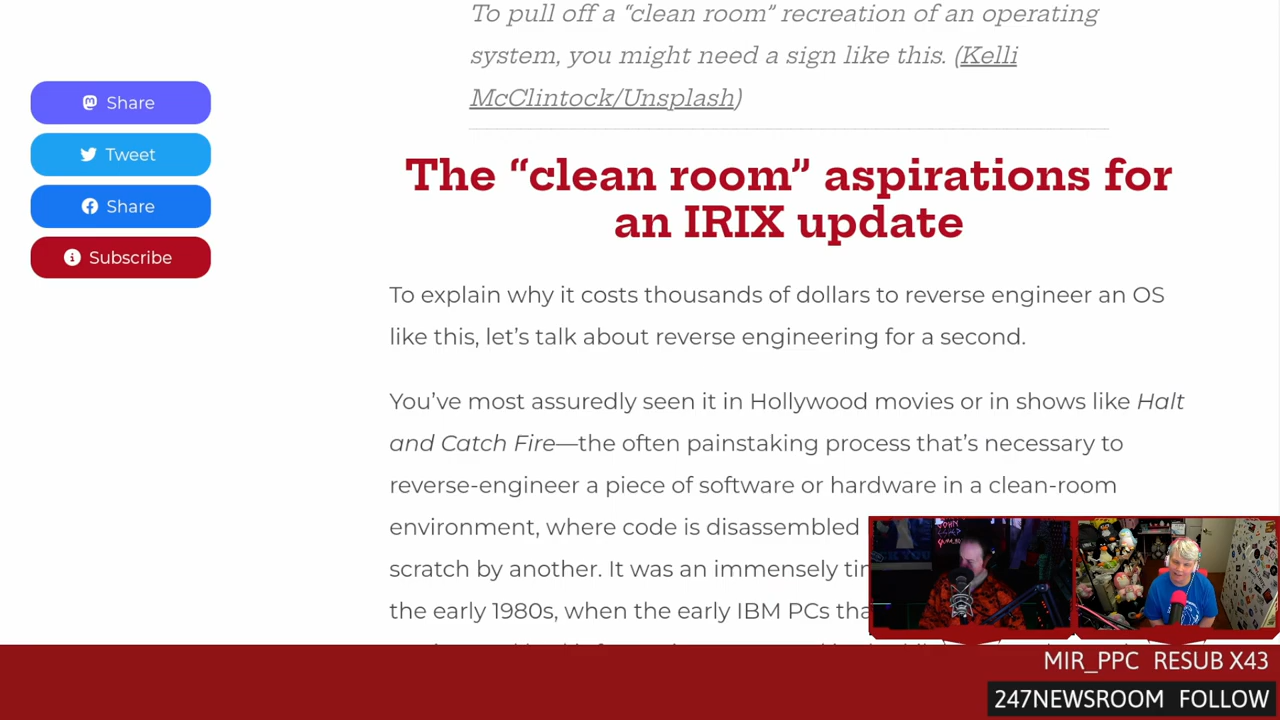 To pull off a “clean room” recreation of an operating
system, you might need a sign like this. (Kelli
McClintock/Unsplash)
Share
Tweet
Share
Subscribe
The “clean room” aspirations for
an IRIX update
To explain why it costs thousands of dollars to reverse engineer an OS
like this, let’s talk about reverse engineering for a second.
You’ve most assuredly seen it in Hollywood movies or in shows like Halt
and Catch Fire—the often painstaking process that’s necessary to
reverse-engineer a piece of software or hardware in a clean-room
environment, where code is disassembled
scratch by another. It was an immensely
the early 1980s, when the early IBM PCs
MIR_PPC RESUB X43
247NEWSROOM FOLLOW